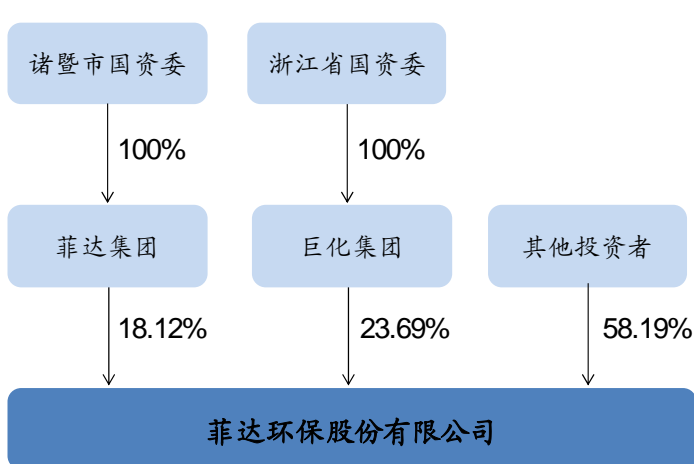 诸暨市国资委
浙江省国资委
100%
100%
菲达集团
巨化集团
其他投资者
18.12%
23.69%
58.19%
菲达环保股份有限公司